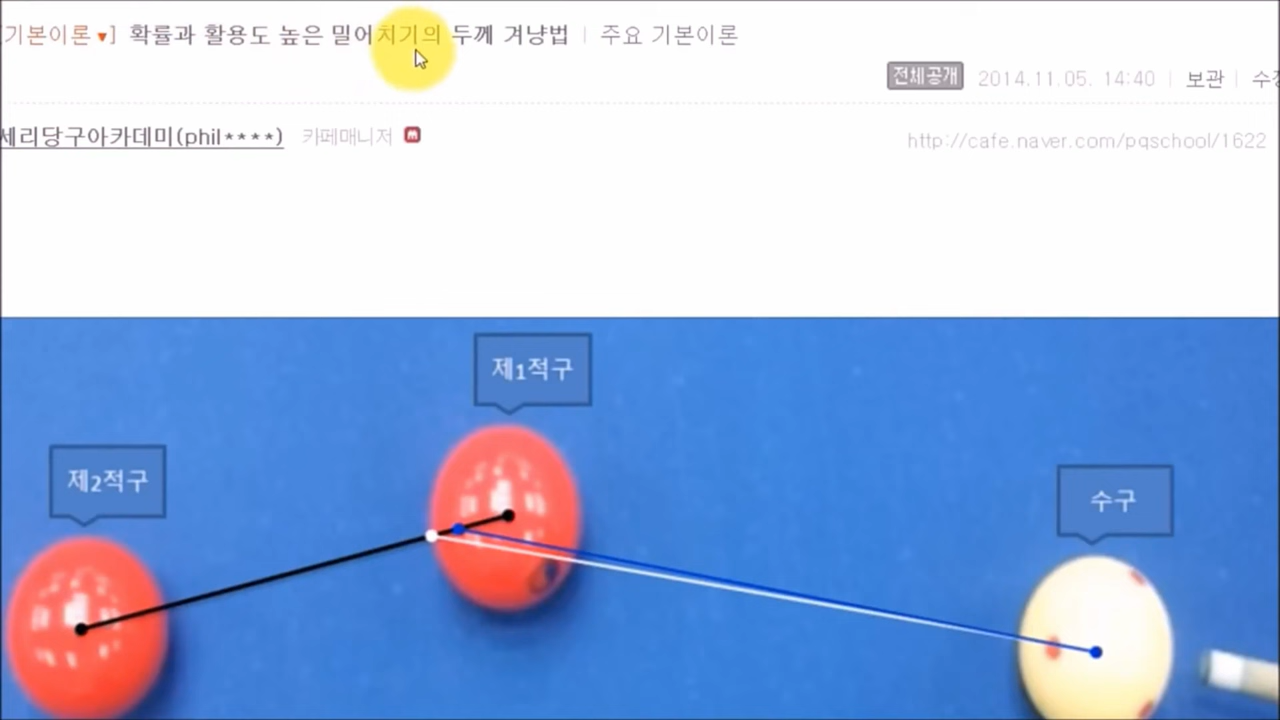 기본이론 ▾] 확률과 활용도 높은 밀어치기의 두께 겨냥법 | 주요 기본이론
전체공개 2014.11.05. 14:40 | 보관 | 수정
세리당구아카데미(phil****) 카페매니저 m
http://cafe.naver.com/pqschool/1622
제1적구
제2적구
수구